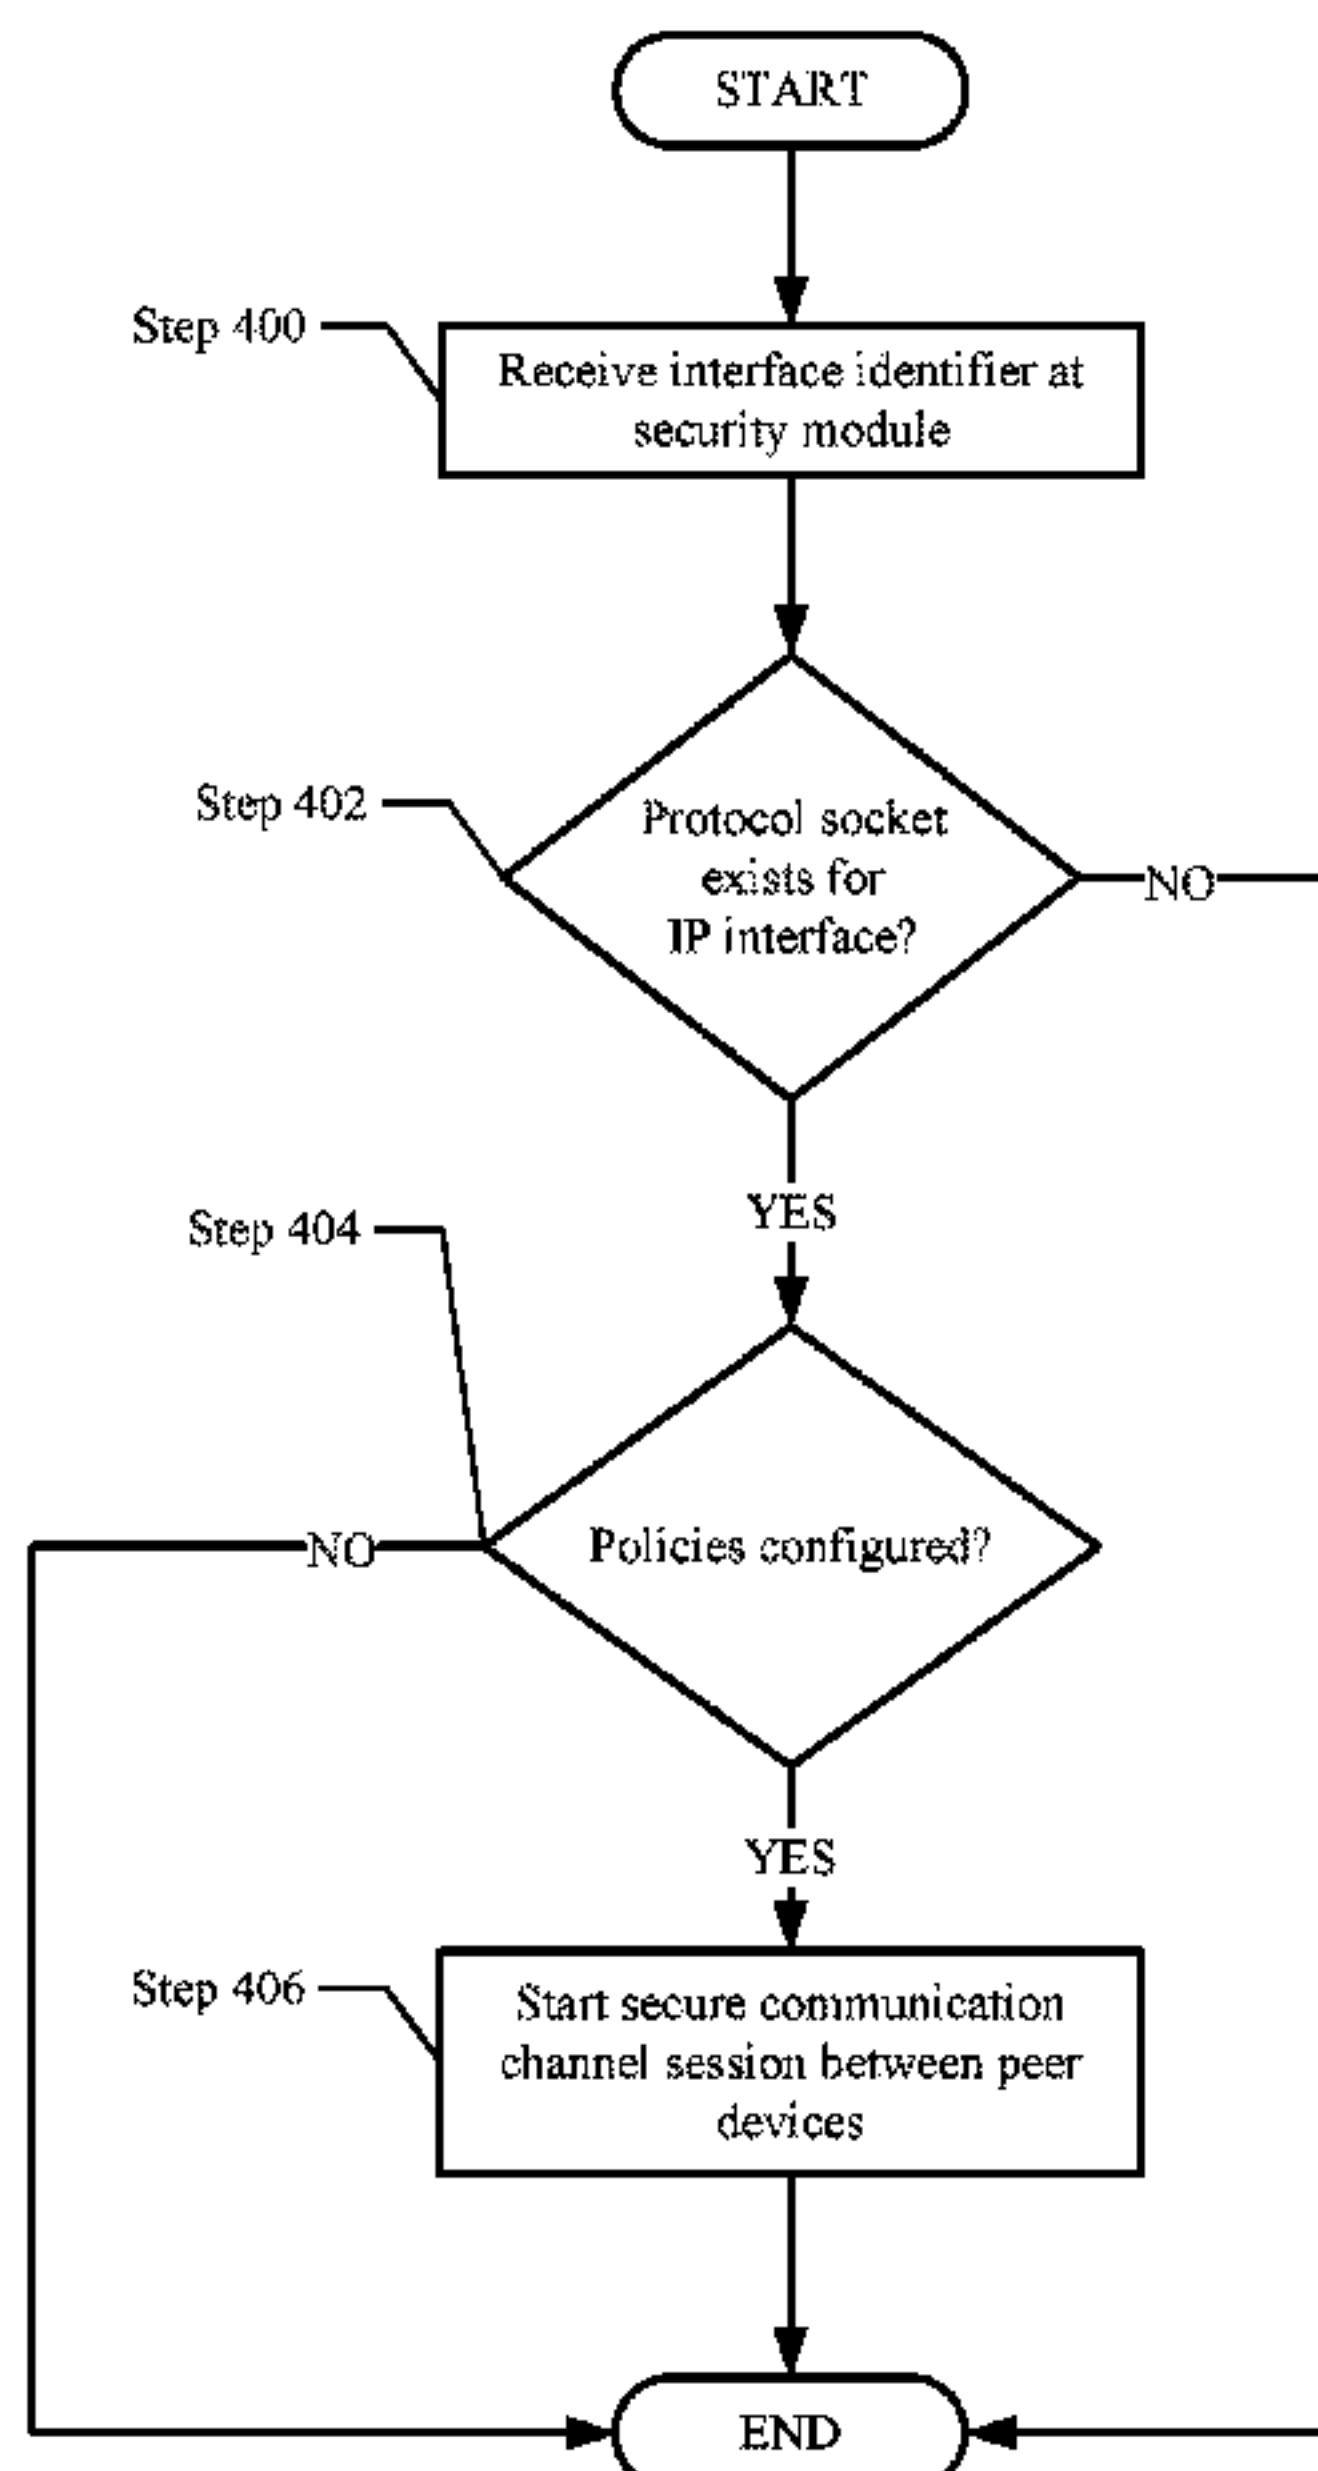 START
Step 400
Receive interface identifier at
security module
Step 402
Protocol socket
exists for
IP interface?
NO
YES
Step 404
Policies configured?
NO
YES
Step 406
Start secure communication
channel session between peer
devices
END